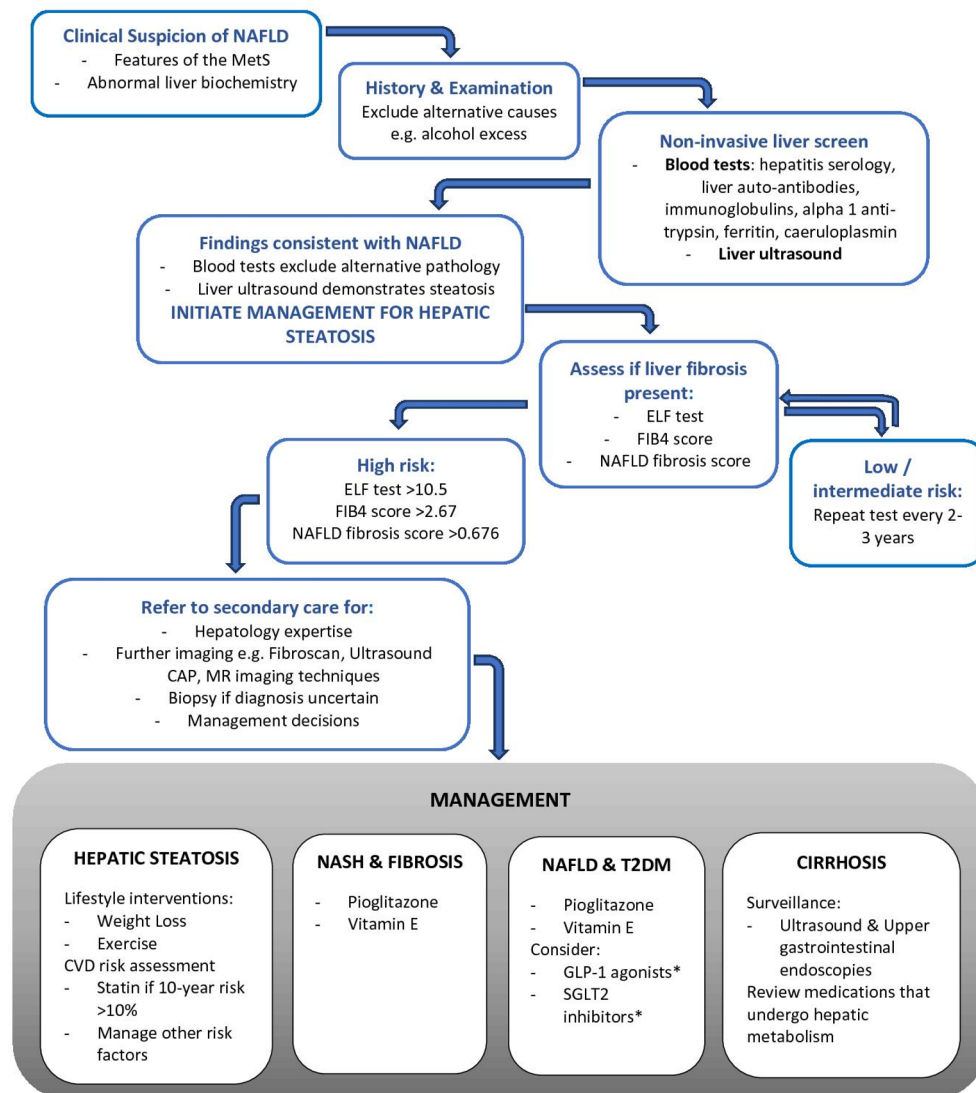 Clinical Suspicion of NAFLD
- Features of the MetS
- Abnormal liver biochemistry
History & Examination
Exclude alternative causes
e.g. alcohol excess
Non-invasive liver screen
- Blood tests: hepatitis serology,
liver auto-antibodies,
immunoglobulins, alpha 1 anti-
trypsin, ferritin, caeruloplasmin
- Liver ultrasound
Findings consistent with NAFLD
- Blood tests exclude alternative pathology
- Liver ultrasound demonstrates steatosis
INITIATE MANAGEMENT FOR HEPATIC
STEATOSIS
Assess if liver fibrosis
present:
- ELF test
- FIB4 score
- NAFLD fibrosis score
High risk:
ELF test >10.5
FIB4 score >2.67
NAFLD fibrosis score >0.676
Low /
intermediate risk:
Repeat test every 2-
3 years
Refer to secondary care for:
- Hepatology expertise
- Further imaging e.g. Fibroscan, Ultrasound
CAP, MR imaging techniques
- Biopsy if diagnosis uncertain
- Management decisions
MANAGEMENT
HEPATIC STEATOSIS
Lifestyle interventions:
- Weight Loss
- Exercise
CVD risk assessment
- Statin if 10-year risk
>10%
- Manage other risk
factors
NASH & FIBROSIS
- Pioglitazone
- Vitamin E
NAFLD & T2DM
- Pioglitazone
- Vitamin E
Consider:
- GLP-1 agonists*
- SGLT2
inhibitors*
CIRRHOSIS
Surveillance:
- Ultrasound & Upper
gastrointestinal
endoscopies
Review medications that
undergo hepatic
metabolism